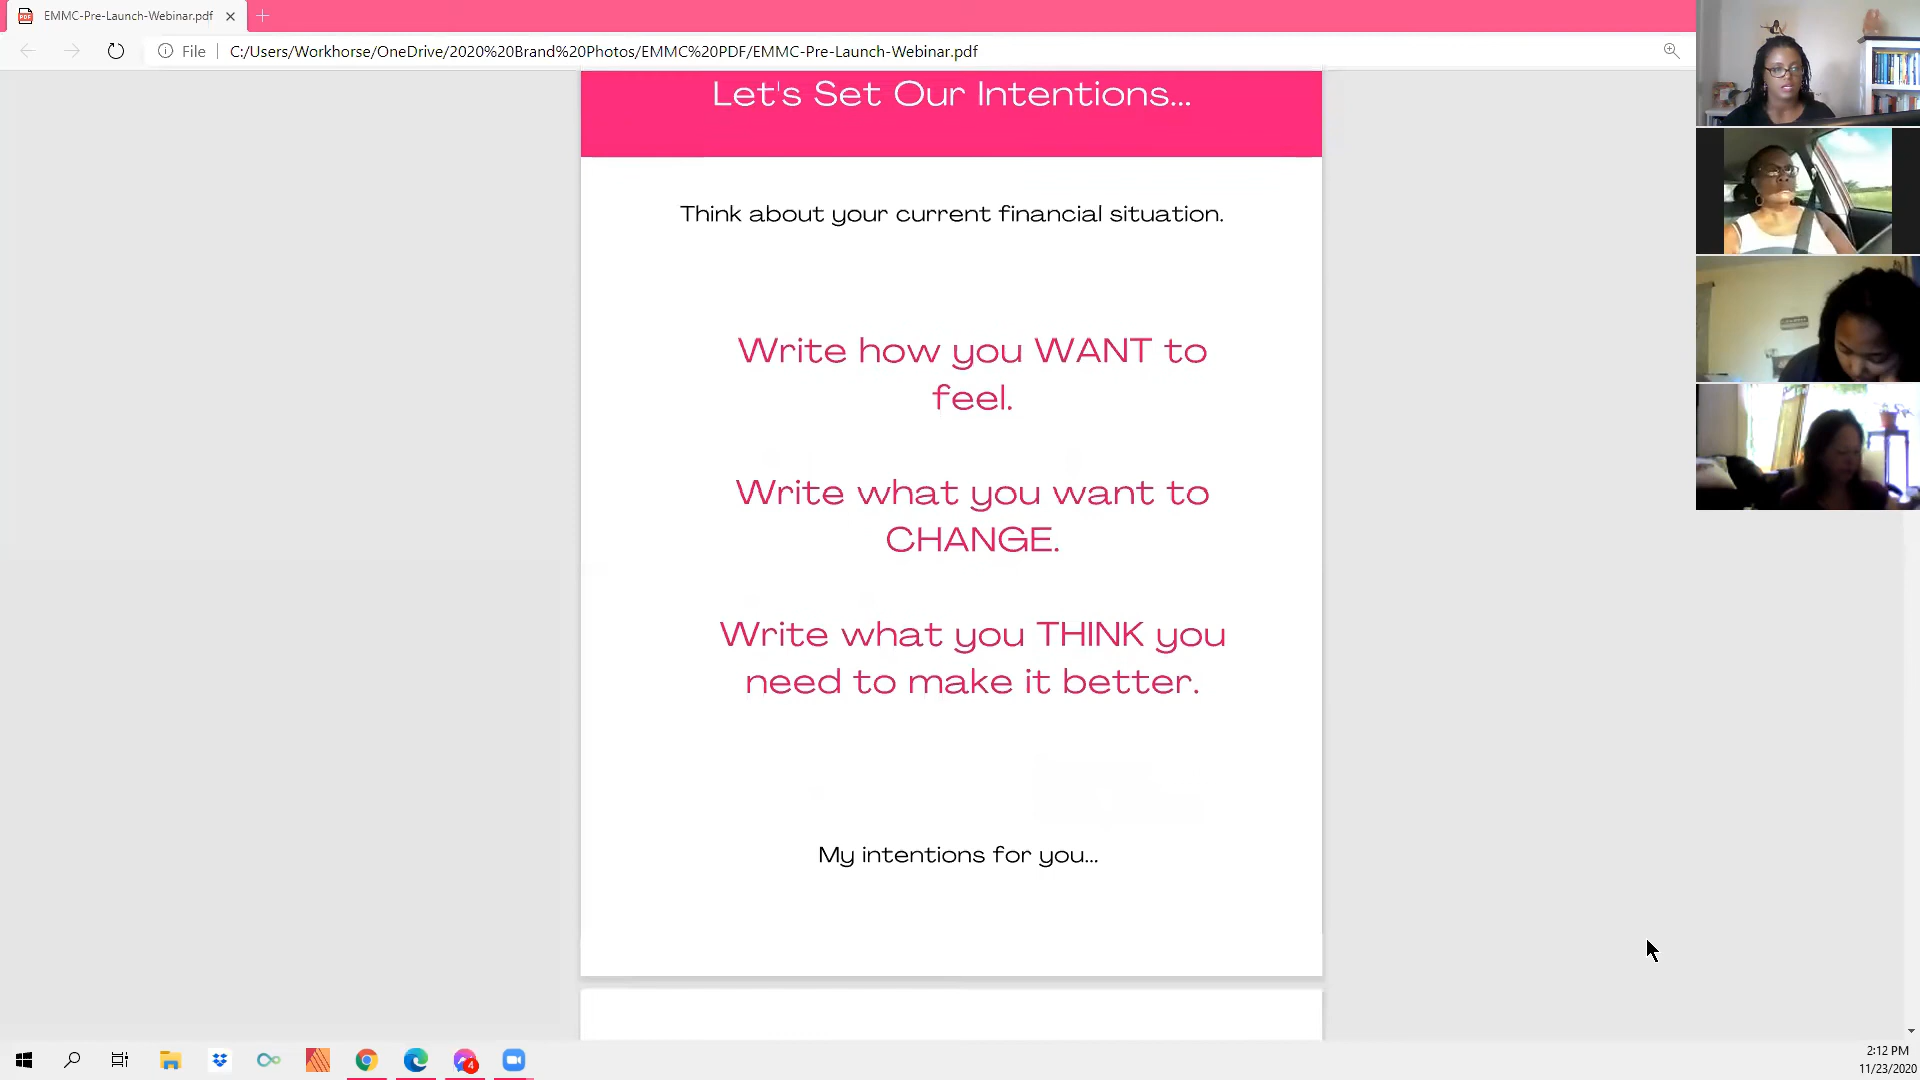 EMMC-Pre-Launch-Webinar.pdf
File
C:/Users/Workhorse/OneDrive/2020%20Brand%20Photos/EMMC%20PDF/EMMC-Pre-Launch-Webinar.pdf
Let's Set Our Intentions...
Think about your current financial situation.
Write how you WANT to
feel.
Write what you want to
CHANGE.
Write what you THINK you
need to make it better.
My intentions for you...
4
2:12 PM
11/23/2020